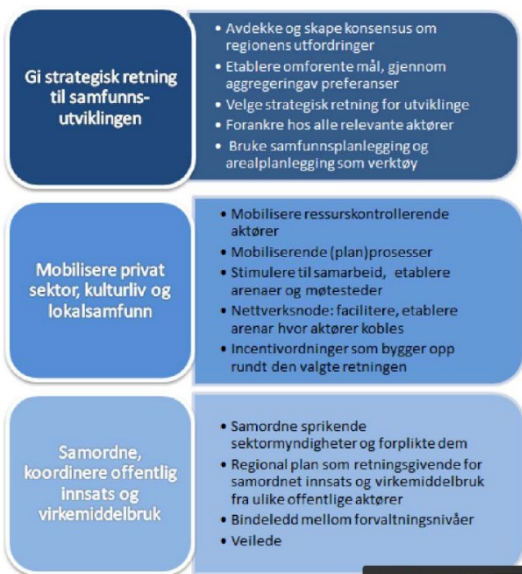 Gi strategisk retning
til samfunns-
utviklingen
• Avdekke og skape konsensus om
regionens utfordringer
• Etablere omforente mål, gjennom
aggregeringav preferanser
• Velge strategisk retning for utviklinge
• Forankre hos alle relevante aktører
• Bruke samfunnsplanlegging og
arealplanlegging som verktøy
Mobilisere privat
sektor, kulturliv og
lokalsamfunn
• Mobilisere ressurskontrollerende
aktører
• Mobiliserende (plan)prosesser
• Stimulere til samarbeid, etablere
arenaer og møtesteder
• Nettverksnode: facilitere, etablere
arenar hvor aktører kobles
• Incentivordninger som bygger opp
rundt den valgte retningen
Samordne,
koordinere offentlig
innsats og
virkemiddelbruk
• Samordne sprikende
sektormyndigheter og forplikte dem
• Regional plan som retningsgivende for
samordnet innsats og virkemiddelbruk
fra ulike offentlige aktører
• Bindeledd mellom forvaltningsnivåer
• Veilede